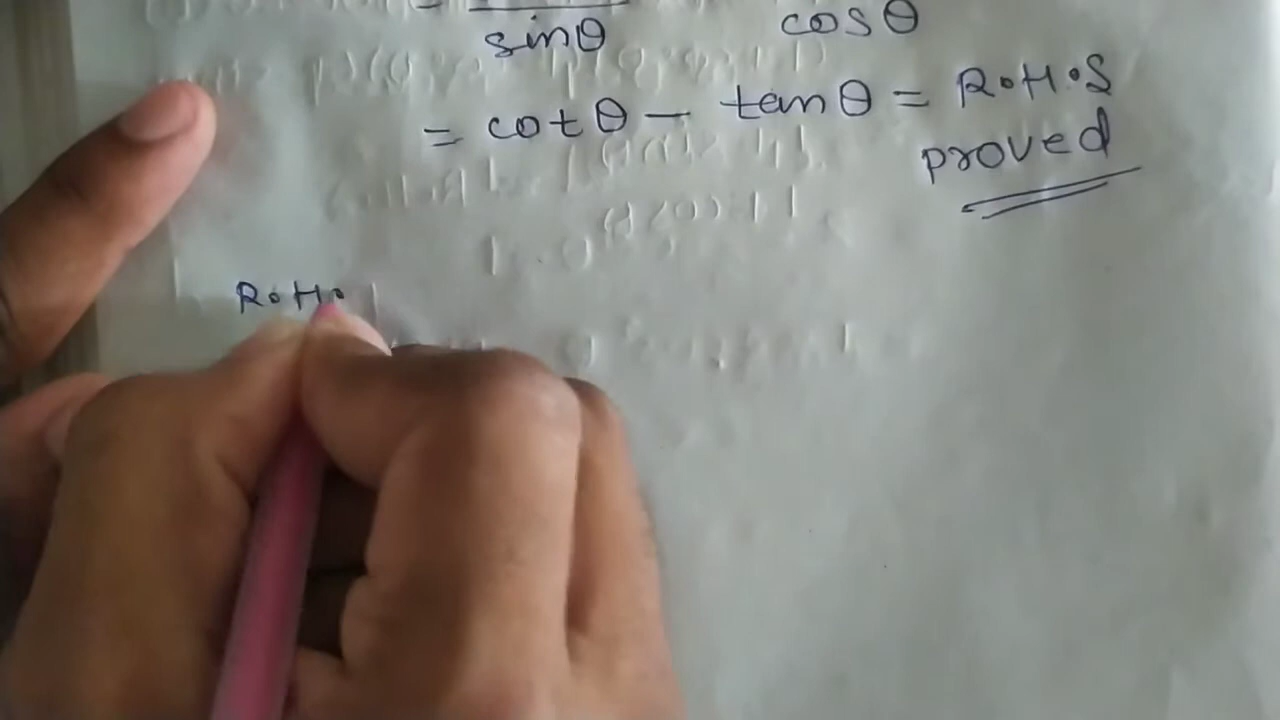 = ― sinθ cosθ
= cotθ - tanθ = R.H.S
proved
R.H.